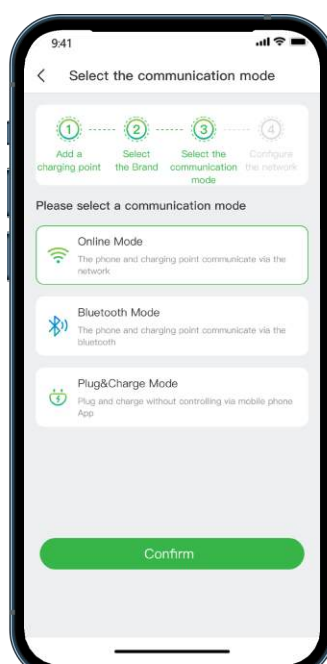 9:41
Select the communication mode
1 2 3 4
Add a Select Select the Configure
charging point the Brand communication the network
mode
Please select a communication mode
Online Mode
The phone and charging point communicate via the
network
Bluetooth Mode
The phone and charging point communicate via the
bluetooth
Plug&Charge Mode
Plug and charge without controlling via mobile phone
App
Confirm